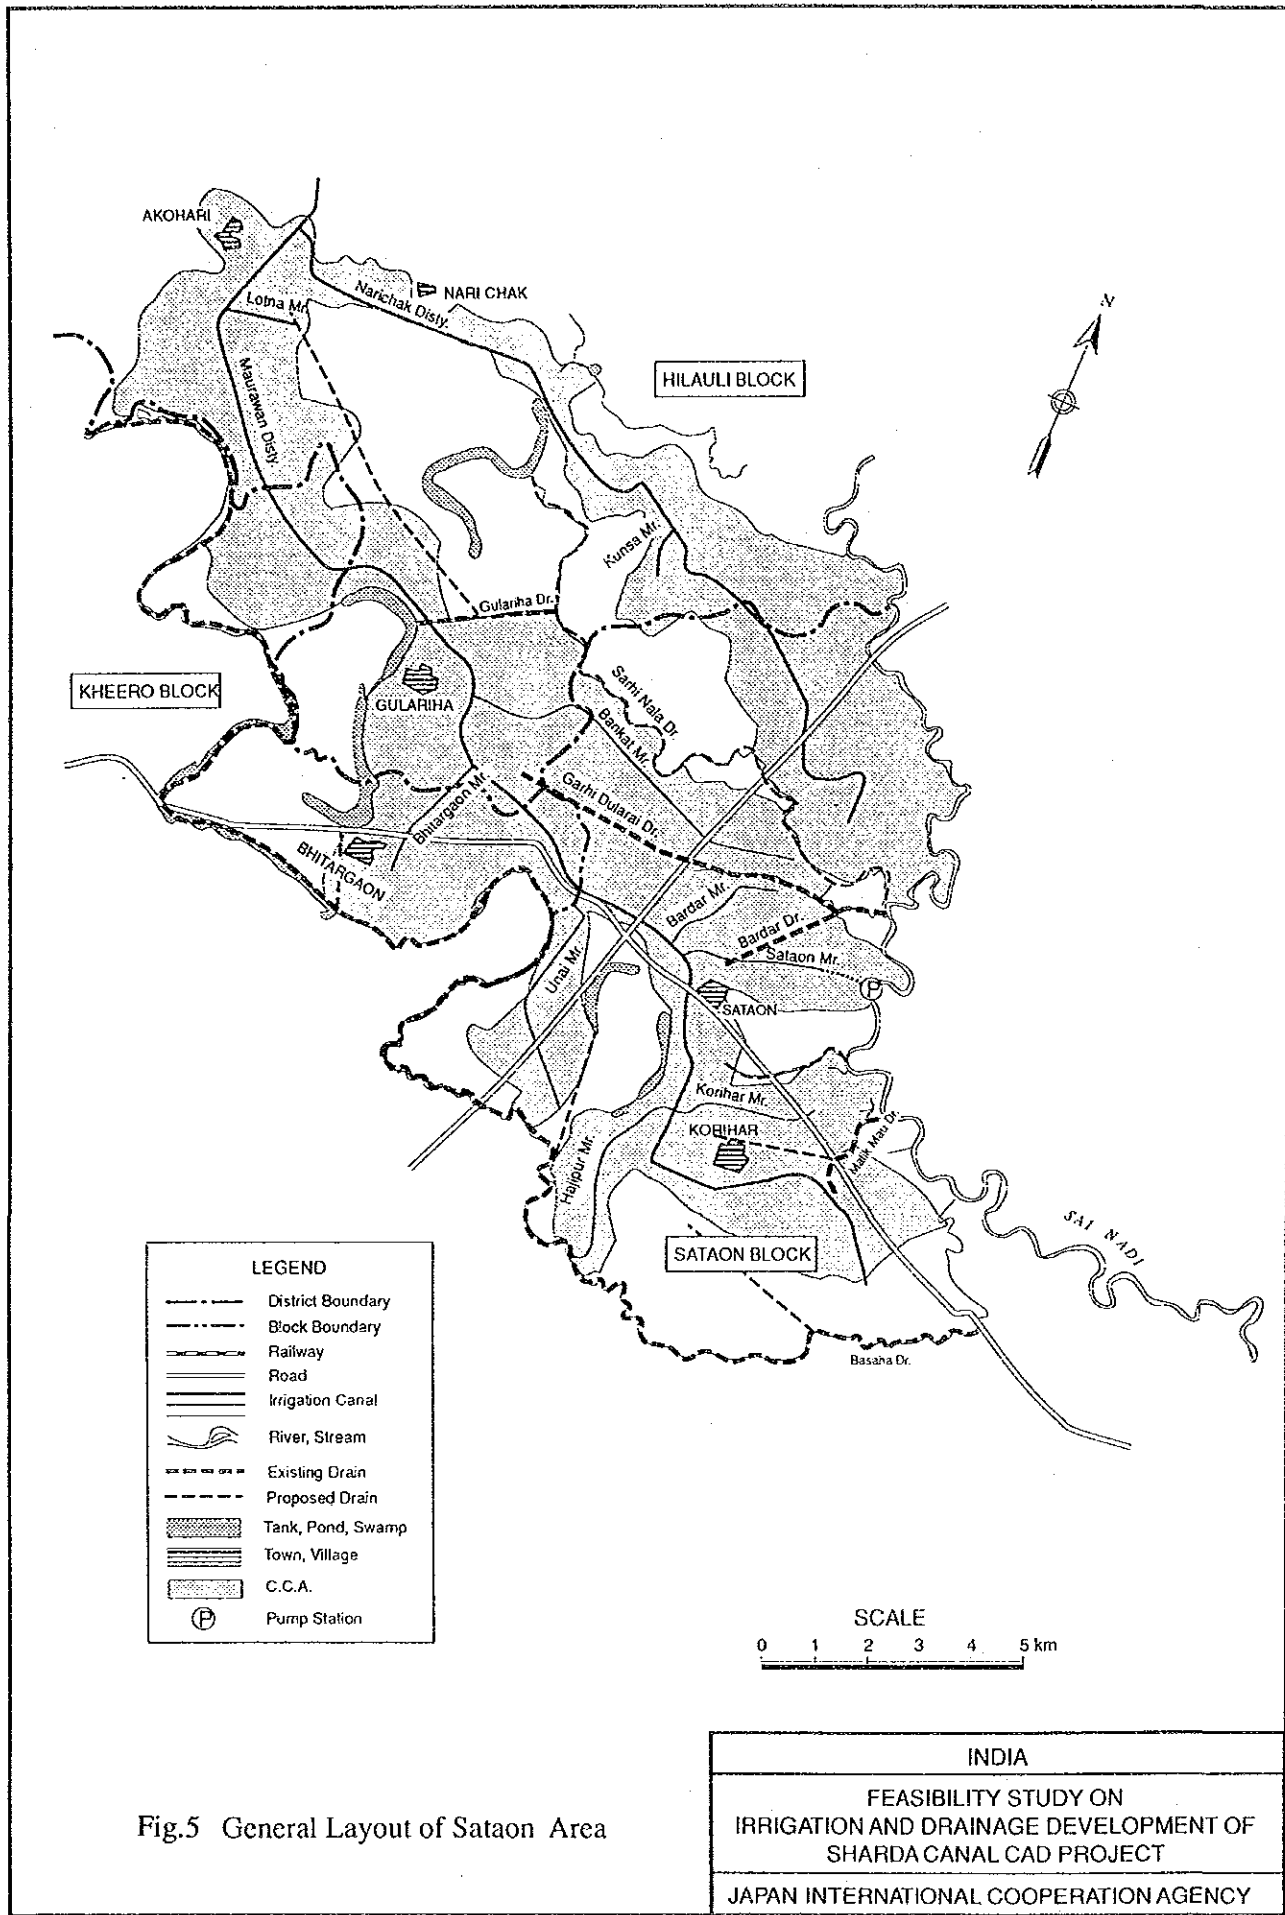 AKOHARI
NARI CHAK
Lotna Mr.
Narichak Disty.
N
HILAULI BLOCK
Maurawan Disty.
Kunsa Mr.
Gulariha Dr.
KHEERO BLOCK
GULARIHA
Sarhi Nala Dr.
Bankat Mr.
Garhi Dularai Dr.
Bhitargaon Mr.
BHITARGAON
Bardar Mr.
Bardar Dr.
Sataon Mr.
Unai Mr.
P
SATAON
Korihar Mr.
KORIHAR
Malik Mau Dr.
Hajipur Mr.
SAI NADI
SATAON BLOCK
Basaha Dr.
LEGEND
District Boundary
Block Boundary
Railway
Road
Irrigation Canal
River, Stream
Existing Drain
Proposed Drain
Tank, Pond, Swamp
Town, Village
C.C.A.
P Pump Station
SCALE
0 1 2 3 4 5 km
Fig.5 General Layout of Sataon Area
INDIA
FEASIBILITY STUDY ON
IRRIGATION AND DRAINAGE DEVELOPMENT OF
SHARDA CANAL CAD PROJECT
JAPAN INTERNATIONAL COOPERATION AGENCY